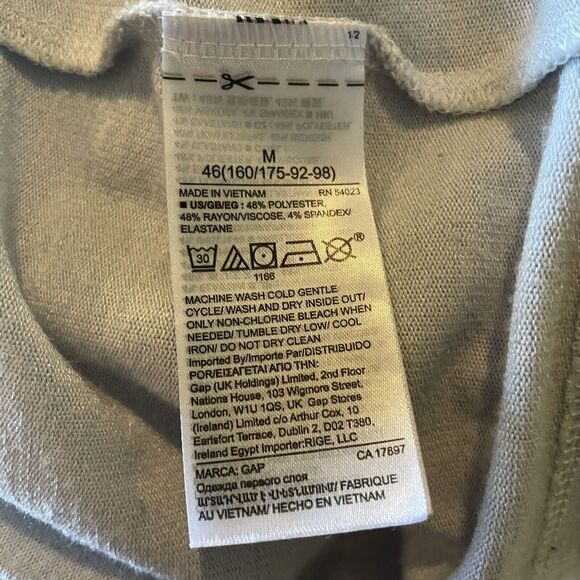 1/2
M
46(160/175-92-98)
MADE IN VIETNAM RN 54023
■ US/GB/EG : 48% POLYESTER,
48% RAYON/VISCOSE, 4% SPANDEX/
ELASTANE
30
1166
MACHINE WASH COLD GENTLE
CYCLE/ WASH AND DRY INSIDE OUT/
ONLY NON-CHLORINE BLEACH WHEN
NEEDED/ TUMBLE DRY LOW/ COOL
IRON/ DO NOT DRY CLEAN
Imported By/Importe Par/DISTRIBUIDO
POR/ΕΙΣΑΓΕΤΑΙ ΑΠΟ ΤΗΝ:
Gap (UK Holdings) Limited, 2nd Floor
Nations House, 103 Wigmore Street,
London, W1U 1QS, UK Gap Stores
(Ireland) Limited c/o Arthur Cox, 10
Earlsfort Terrace, Dublin 2, D02 T380,
Ireland Egypt Importer:RIGE, LLC
CA 17897
MARCA: GAP
Одежда первого слоя
ԱՐՏԱԴՐՎԱԾ Է ՎԻԵՏՆԱՄՈՒՄ/ FABRIQUE
AU VIETNAM/ HECHO EN VIETNAM